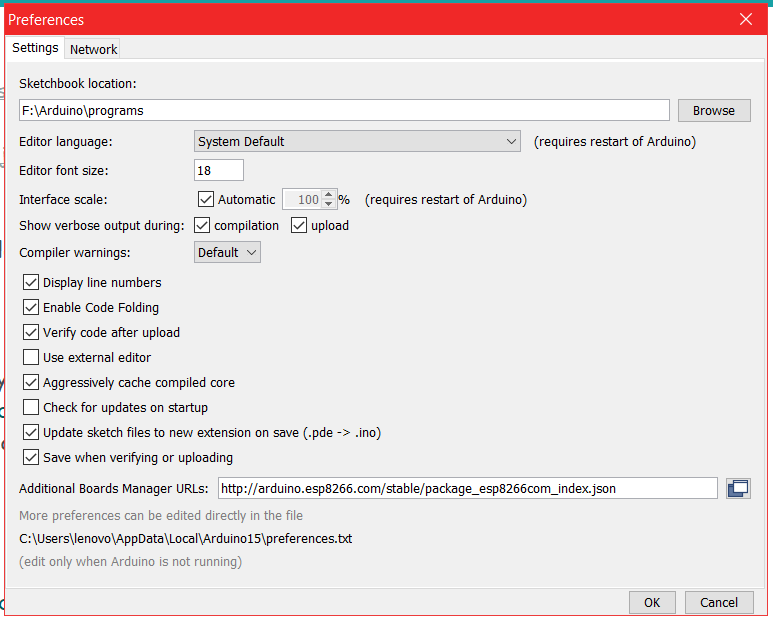 Preferences
Settings Network
Sketchbook location:
F:\Arduino\programs Browse
Editor language: System Default (requires restart of Arduino)
Editor font size: 18
Interface scale: Automatic 100 % (requires restart of Arduino)
Show verbose output during: compilation upload
Compiler warnings: Default
Display line numbers
Enable Code Folding
Verify code after upload
Use external editor
Aggressively cache compiled core
Check for updates on startup
Update sketch files to new extension on save (.pde -> .ino)
Save when verifying or uploading
Additional Boards Manager URLs: http://arduino.esp8266.com/stable/package_esp8266com_index.json
More preferences can be edited directly in the file
C:\Users\lenovo\AppData\Local\Arduino15\preferences.txt
(edit only when Arduino is not running)
OK Cancel